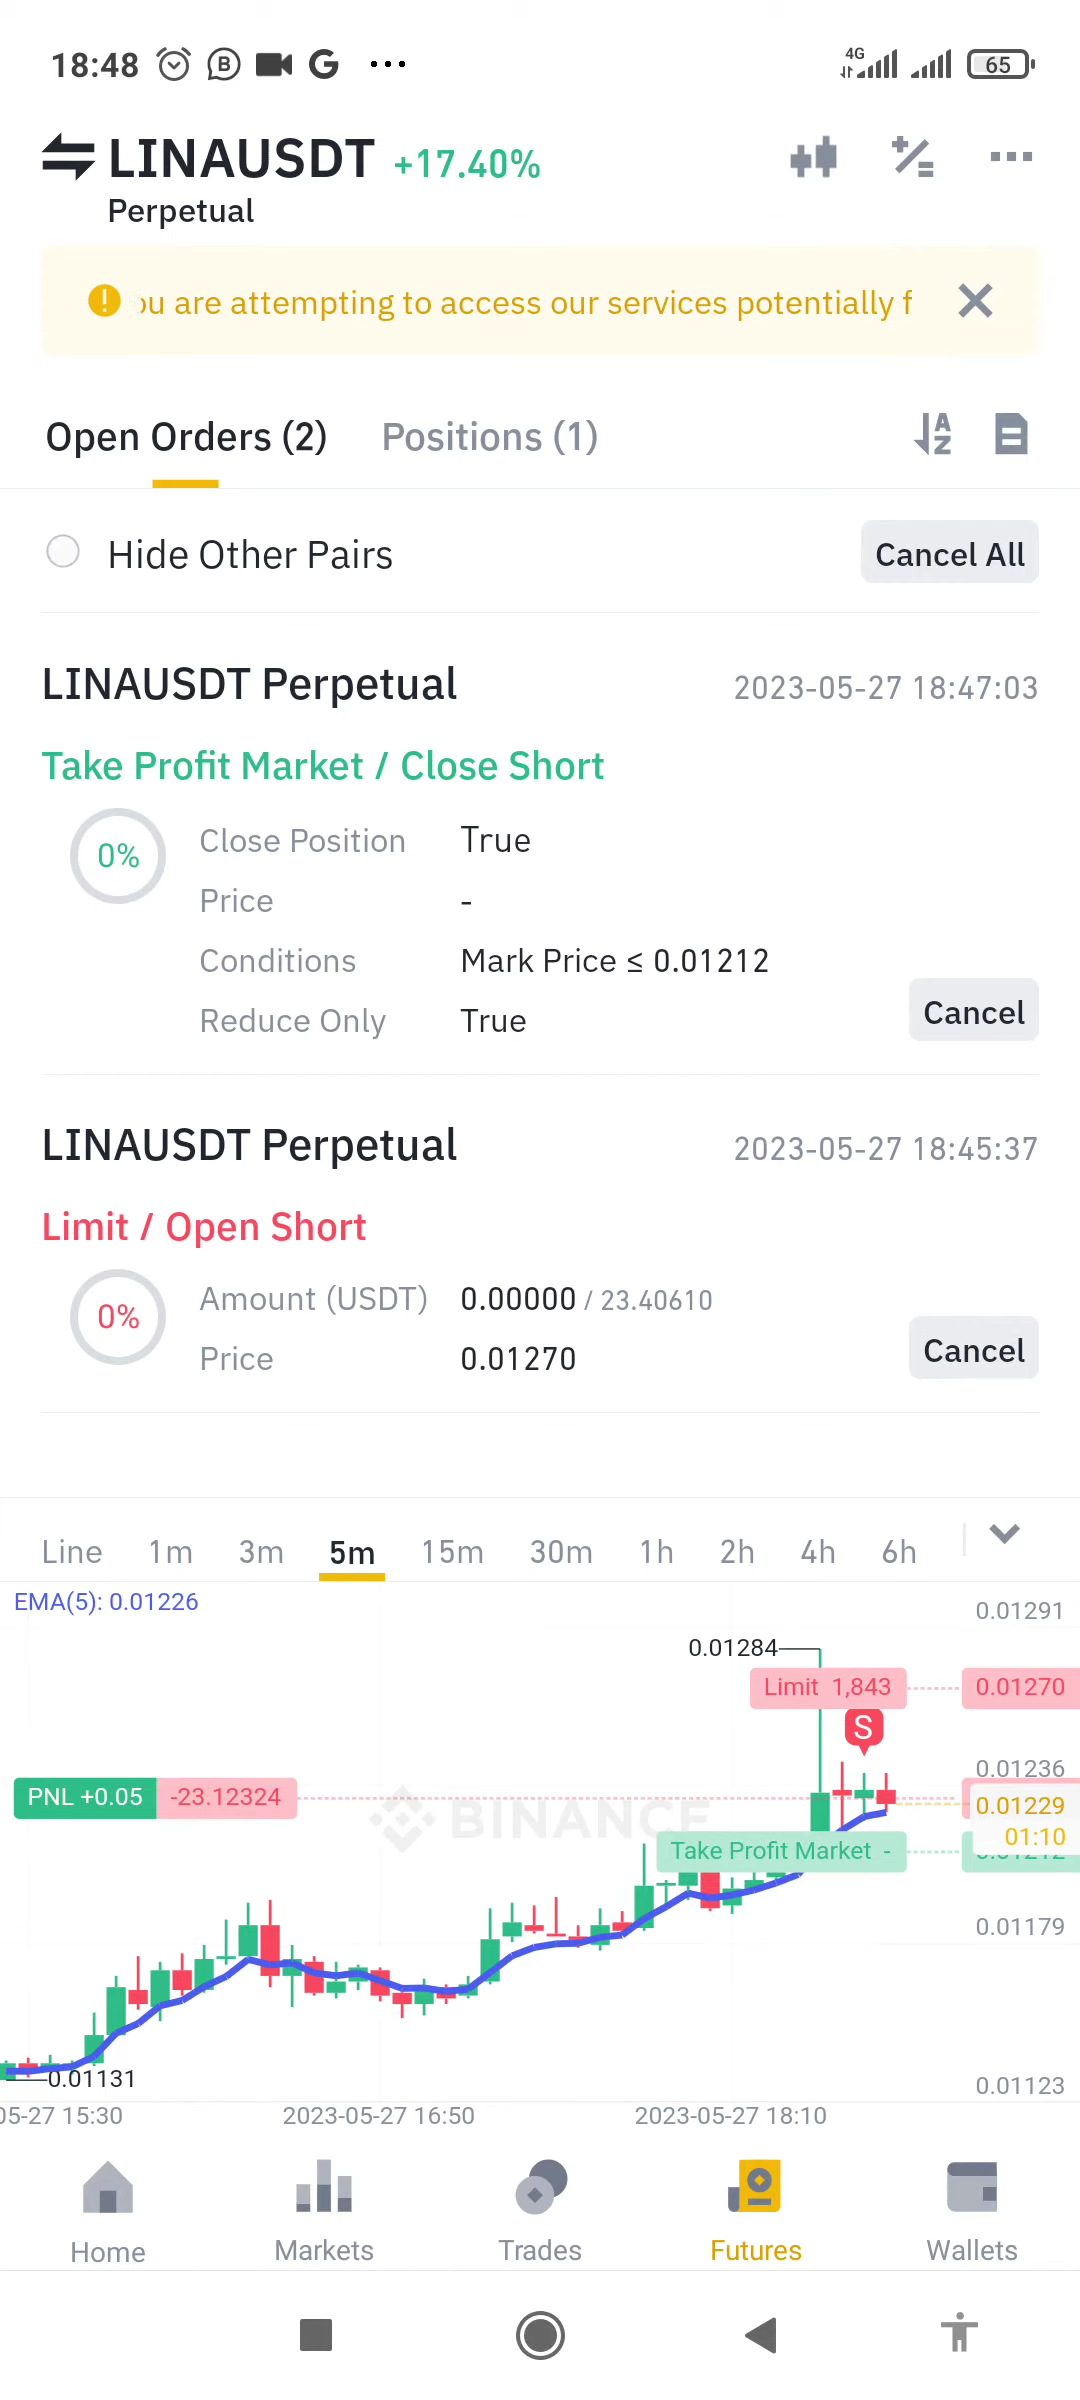 18:48 B G ... 4G 65
LINAUSDT +17.40%
Perpetual
ou are attempting to access our services potentially f
Open Orders (2) Positions (1)
Hide Other Pairs Cancel All
LINAUSDT Perpetual 2023-05-27 18:47:03
Take Profit Market / Close Short
0% Close Position True
Price -
Conditions Mark Price ≤ 0.01212
Reduce Only True Cancel
LINAUSDT Perpetual 2023-05-27 18:45:37
Limit / Open Short
0% Amount (USDT) 0.00000 / 23.40610
Price 0.01270 Cancel
Line 1m 3m 5m 15m 30m 1h 2h 4h 6h
EMA(5): 0.01226 0.01291
0.01284
Limit 1,843 0.01270
S
0.01236
PNL +0.05 -23.12324 0.01229
BINANCE 01:10
Take Profit Market - 0.01212
0.01179
0.01131 0.01123
05-27 15:30 2023-05-27 16:50 2023-05-27 18:10
Home Markets Trades Futures Wallets